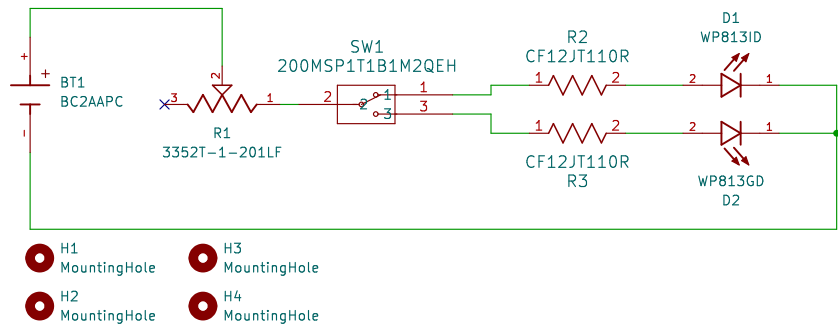 D1
WP813ID
SW1
200MSP1T1B1M2QEH
R2
CF12JT110R
+
+
BT1
BC2AAPC
-
2
3
1
R1
3352T-1-201LF
2
2
1
3
1
3
1
2
2
1
1
2
2
1
CF12JT110R
R3
WP813GD
D2
H1
MountingHole
H3
MountingHole
H2
MountingHole
H4
MountingHole